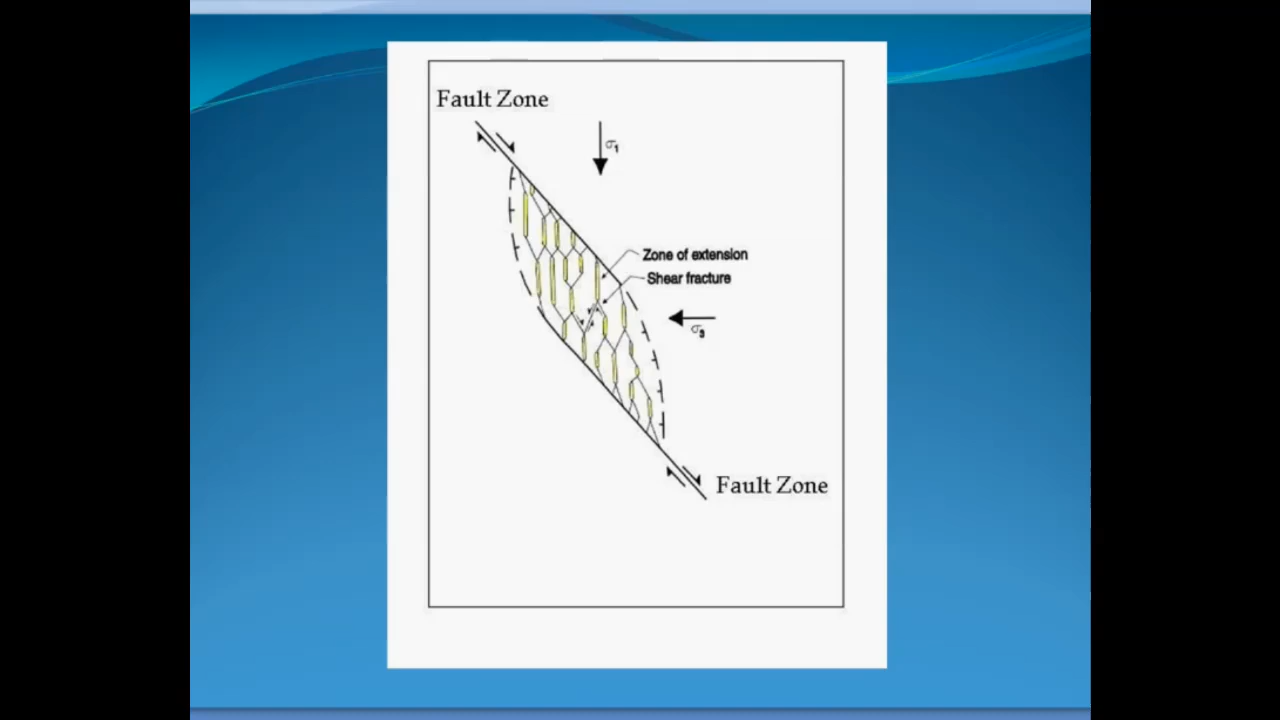 Fault Zone
σ1
Zone of extension
Shear fracture
σ3
Fault Zone